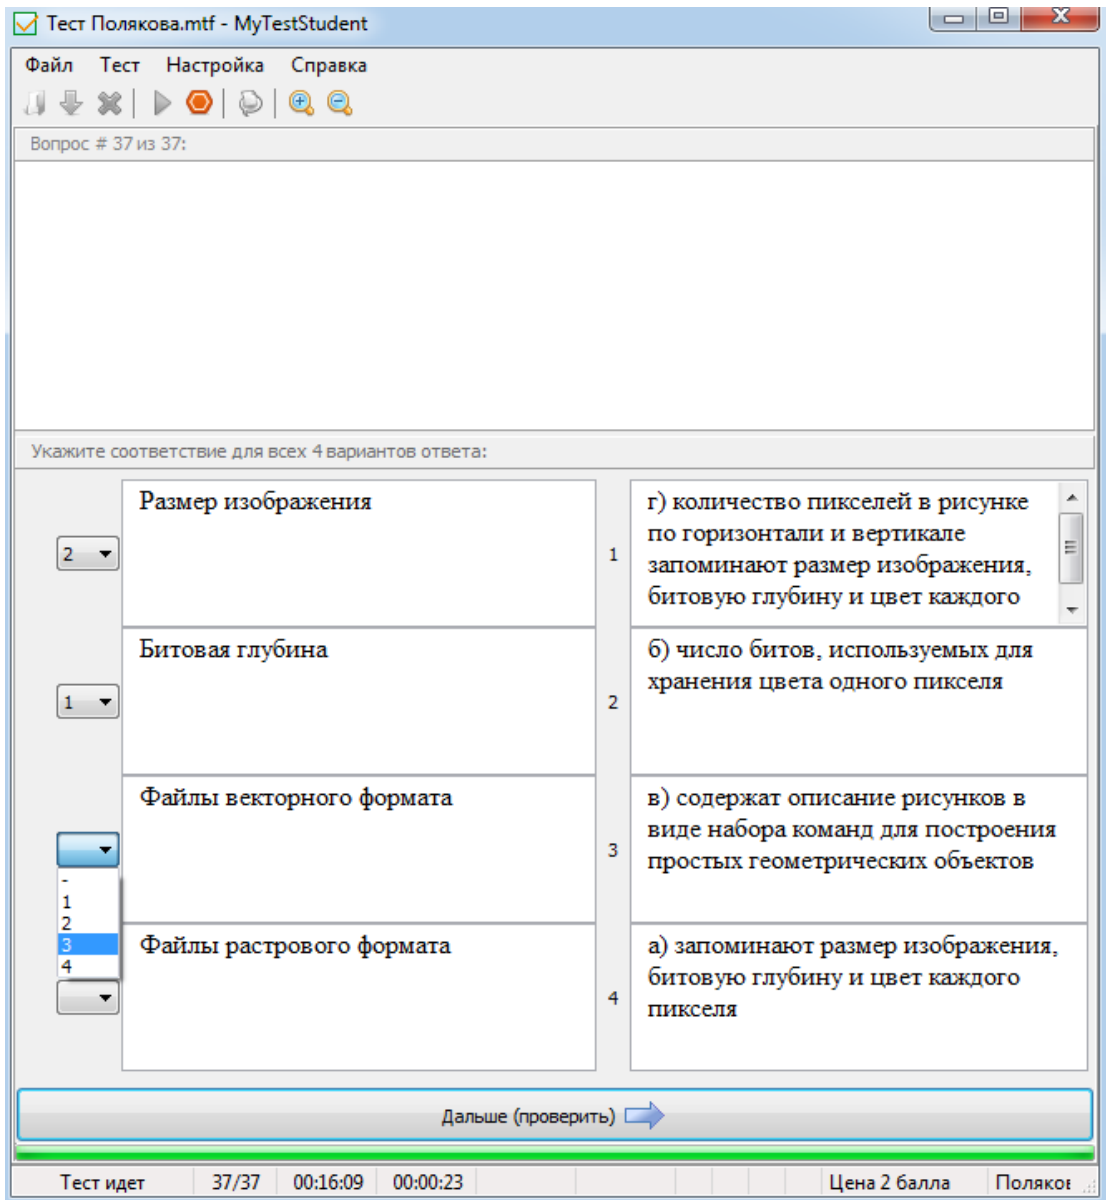 Тест Полякова.mtf - MyTestStudent
Файл Тест Настройка Справка
Вопрос # 37 из 37:
Укажите соответствие для всех 4 вариантов ответа:
2
Размер изображения
1
г) количество пикселей в рисунке
по горизонтали и вертикале
запоминают размер изображения,
битовую глубину и цвет каждого
1
Битовая глубина
2
б) число битов, используемых для
хранения цвета одного пикселя
Файлы векторного формата
3
в) содержат описание рисунков в
виде набора команд для построения
простых геометрических объектов
-
1
2
3
4
Файлы растрового формата
4
а) запоминают размер изображения,
битовую глубину и цвет каждого
пикселя
Дальше (проверить)
Тест идет 37/37 00:16:09 00:00:23 Цена 2 балла Поляков